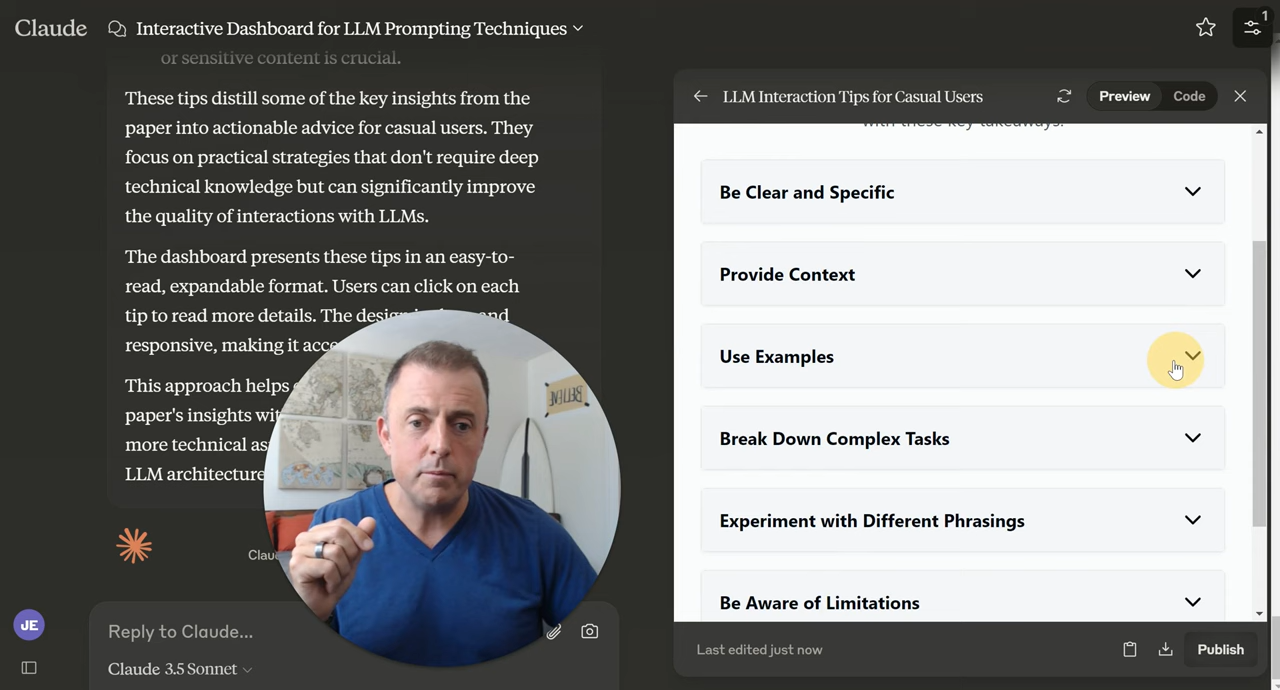 Claude
Interactive Dashboard for LLM Prompting Techniques
1
or sensitive content is crucial.
These tips distill some of the key insights from the
paper into actionable advice for casual users. They
focus on practical strategies that don't require deep
technical knowledge but can significantly improve
the quality of interactions with LLMs.
The dashboard presents these tips in an easy-to-
read, expandable format. Users can click on each
tip to read more details. The and
responsive, making it
This approach helps
paper's insights
more technical
LLM architecture
JE
Reply to Claude...
Claude 3.5 Sonnet
LLM Interaction Tips for Casual Users
Preview
Code
with these key takeaways.
Be Clear and Specific
Provide Context
Use Examples
Break Down Complex Tasks
Experiment with Different Phrasings
Be Aware of Limitations
Last edited just now
Publish